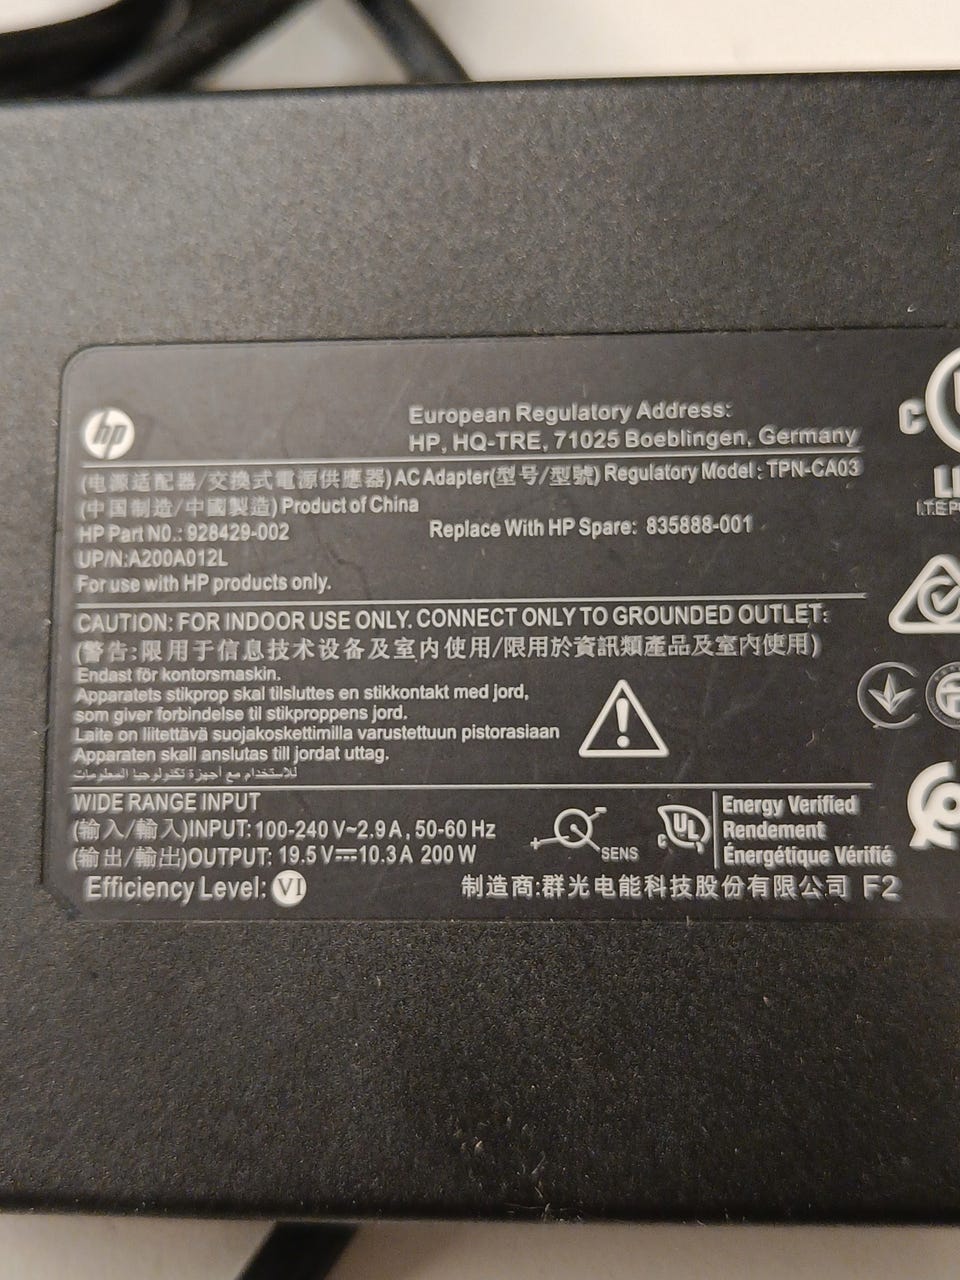 hp
European Regulatory Address:
HP, HQ-TRE, 71025 Boeblingen, Germany
(电源适配器/交換式電源供應器)AC Adapter(型号/型號) Regulatory Model : TPN-CA03
(中国制造/中國製造) Product of China
HP Part NO.: 928429-002 Replace With HP Spare: 835888-001
UP/N:A200A012L
For use with HP products only.
CAUTION: FOR INDOOR USE ONLY. CONNECT ONLY TO GROUNDED OUTLET:
(警告:限用于信息技术设备及室内使用/限用於資訊類產品及室內使用)
Endast för kontorsmaskin.
Apparatets stikprop skal tilsluttes en stikkontakt med jord,
som giver forbindelse til stikproppens jord.
Laite on liitettävä suojakoskettimilla varustettuun pistorasiaan
Apparaten skall anslutas till jordat uttag.
للاستخدام مع أجهزة تكنولوجيا المعلومات
WIDE RANGE INPUT
(输入/輸入)INPUT: 100-240 V~2.9A, 50-60 Hz
(输出/輸出)OUTPUT: 19.5 V⎓10.3 A 200 W
Efficiency Level: VI
SENS
c UL
Energy Verified
Rendement
Énergétique Vérifié
制造商:群光电能科技股份有限公司 F2
C
LI
I.T.E P